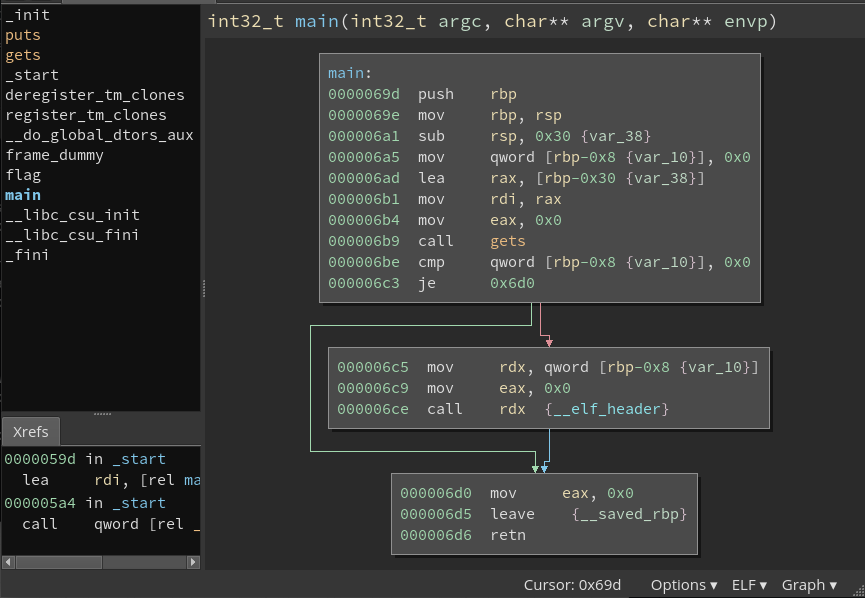 _init
puts
gets
_start
deregister_tm_clones
register_tm_clones
__do_global_dtors_aux
frame_dummy
flag
main
__libc_csu_init
__libc_csu_fini
_fini
Xrefs
0000059d in _start
lea rdi, [rel ma
000005a4 in _start
call qword [rel _
int32_t main(int32_t argc, char** argv, char** envp)
main:
0000069d push rbp
0000069e mov rbp, rsp
000006a1 sub rsp, 0x30 {var_38}
000006a5 mov qword [rbp-0x8 {var_10}], 0x0
000006ad lea rax, [rbp-0x30 {var_38}]
000006b1 mov rdi, rax
000006b4 mov eax, 0x0
000006b9 call gets
000006be cmp qword [rbp-0x8 {var_10}], 0x0
000006c3 je 0x6d0
000006c5 mov rdx, qword [rbp-0x8 {var_10}]
000006c9 mov eax, 0x0
000006ce call rdx {__elf_header}
000006d0 mov eax, 0x0
000006d5 leave {__saved_rbp}
000006d6 retn
Cursor: 0x69d Options ▾ ELF ▾ Graph ▾